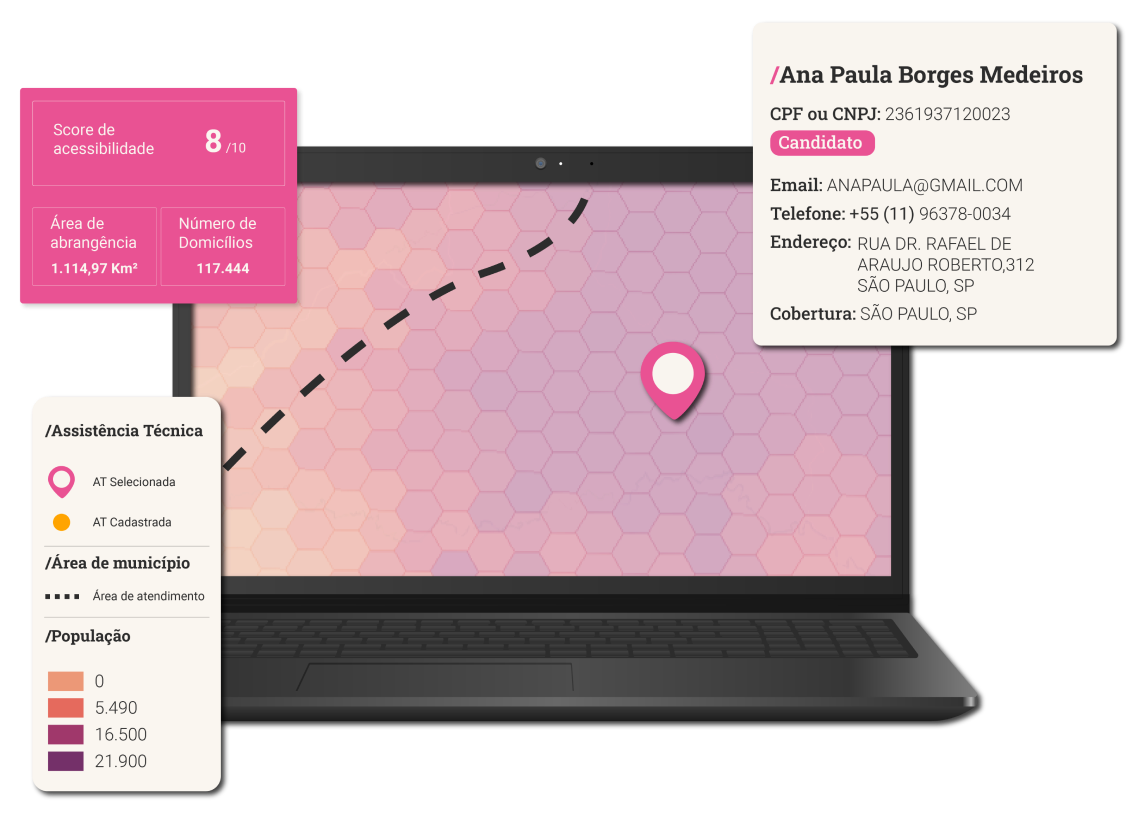 Score de
acessibilidade
8 /10
Área de
abrangência
1.114,97 Km²
Número de
Domicílios
117.444
/Ana Paula Borges Medeiros
CPF ou CNPJ: 2361937120023
Candidato
Email: ANAPAULA@GMAIL.COM
Telefone: +55 (11) 96378-0034
Endereço: RUA DR. RAFAEL DE
ARAUJO ROBERTO,312
SÃO PAULO, SP
Cobertura: SÃO PAULO, SP
/Assistência Técnica
AT Selecionada
AT Cadastrada
/Área de município
Área de atendimento
/População
0
5.490
16.500
21.900